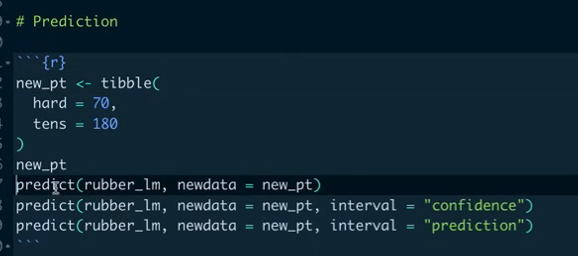 # Prediction
```{r}
new_pt <- tibble(
  hard = 70,
  tens = 180
)
new_pt
predict(rubber_lm, newdata = new_pt)
predict(rubber_lm, newdata = new_pt, interval = "confidence")
predict(rubber_lm, newdata = new_pt, interval = "prediction")
```